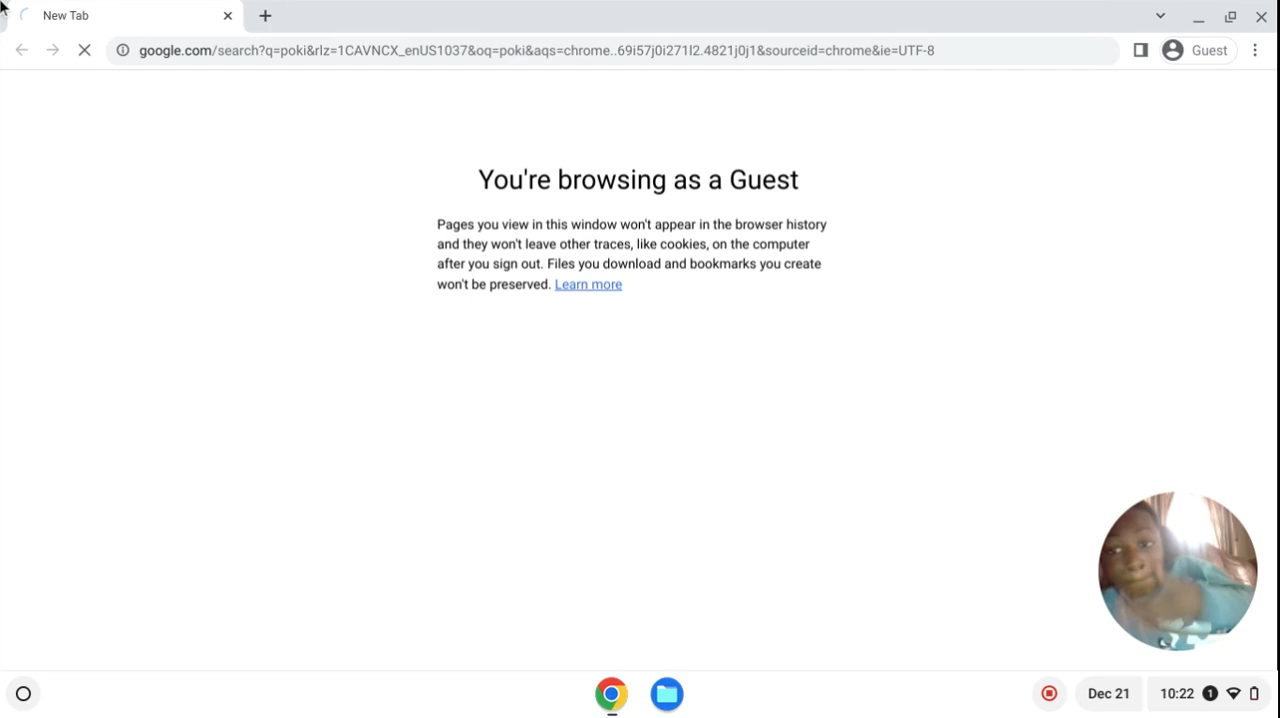 New Tab
google.com/search?q=poki&rlz=1CAVNCX_enUS1037&oq=poki&aqs=chrome..69i57j0i271l2.4821j0j1&sourceid=chrome&ie=UTF-8
Guest
You're browsing as a Guest
Pages you view in this window won't appear in the browser history
and they won't leave other traces, like cookies, on the computer
after you sign out. Files you download and bookmarks you create
won't be preserved. Learn more
Dec 21
10:22 1